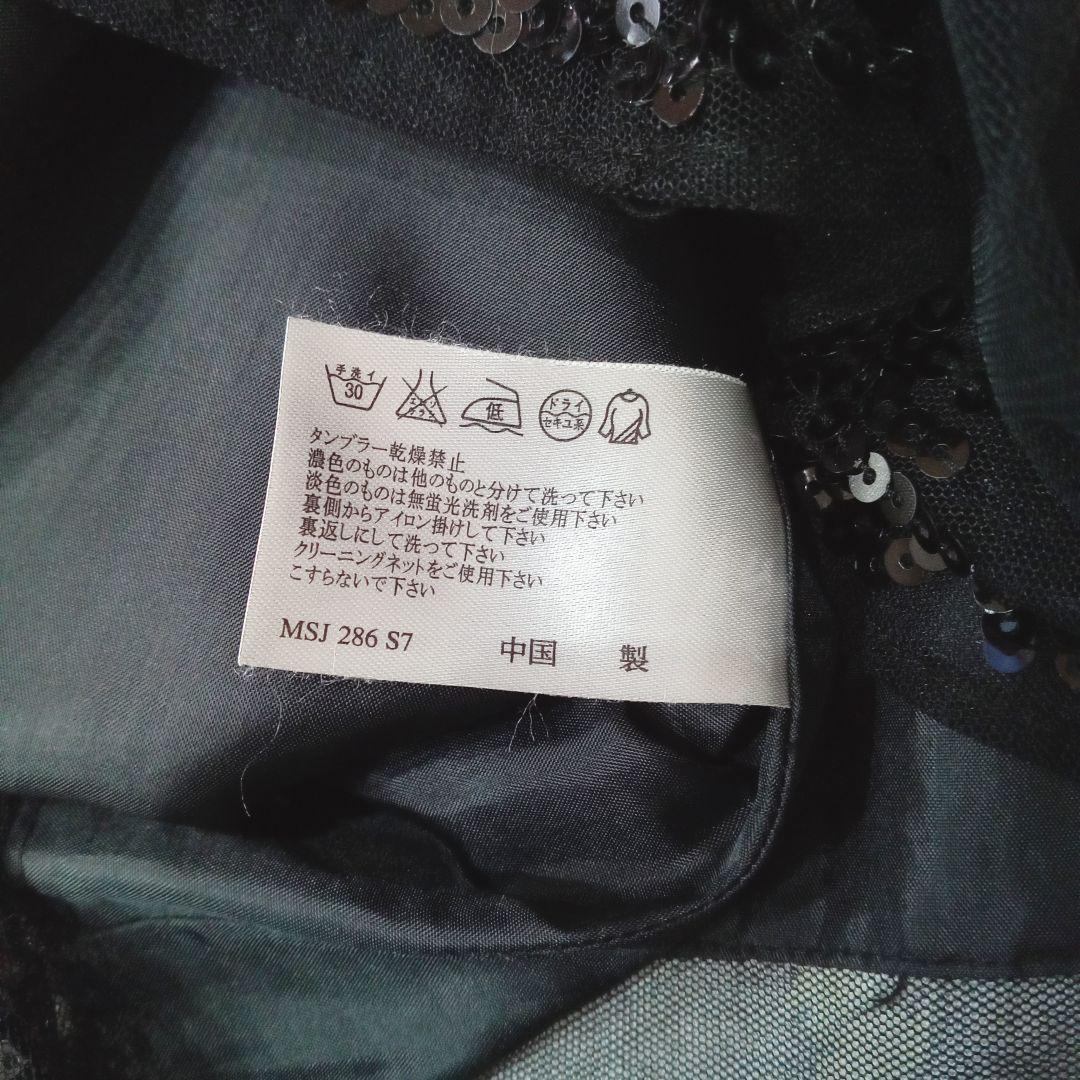 手洗イ
30
エンソ
サラシ
低
ドライ
セキユ系
タンブラー乾燥禁止
濃色のものは他のものと分けて洗って下さい
淡色のものは無蛍光洗剤をご使用下さい
裏側からアイロン掛けして下さい
裏返しにして洗って下さい
クリーニングネットをご使用下さい
こすらないで下さい
MSJ 286 S7
中国 製